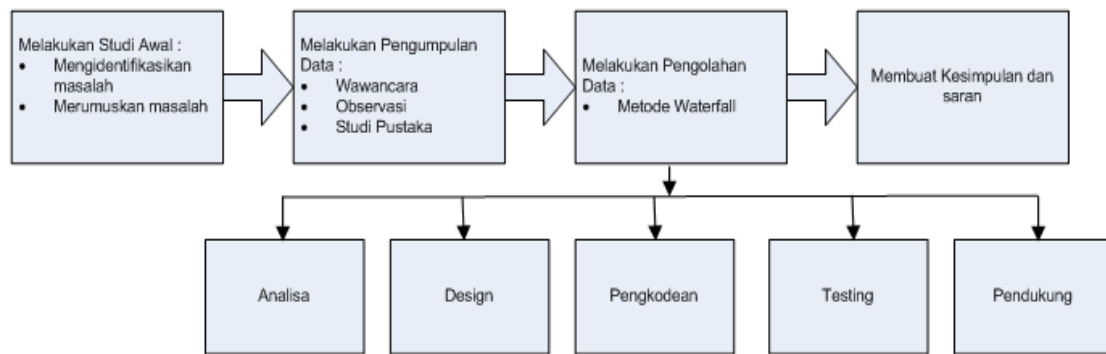 Melakukan Studi Awal :
• Mengidentifikasikan
masalah
• Merumuskan masalah
Melakukan Pengumpulan
Data :
• Wawancara
• Observasi
• Studi Pustaka
Melakukan Pengolahan
Data :
• Metode Waterfall
Membuat Kesimpulan dan
saran
Analisa
Design
Pengkodean
Testing
Pendukung